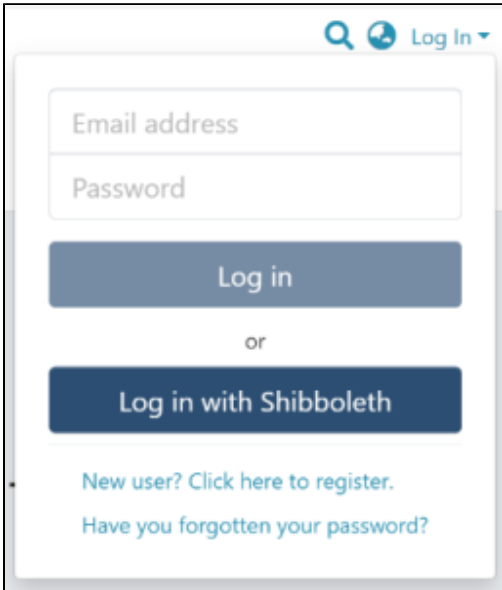 Log In
Email address
Password
Log in
or
Log in with Shibboleth
New user? Click here to register.
Have you forgotten your password?